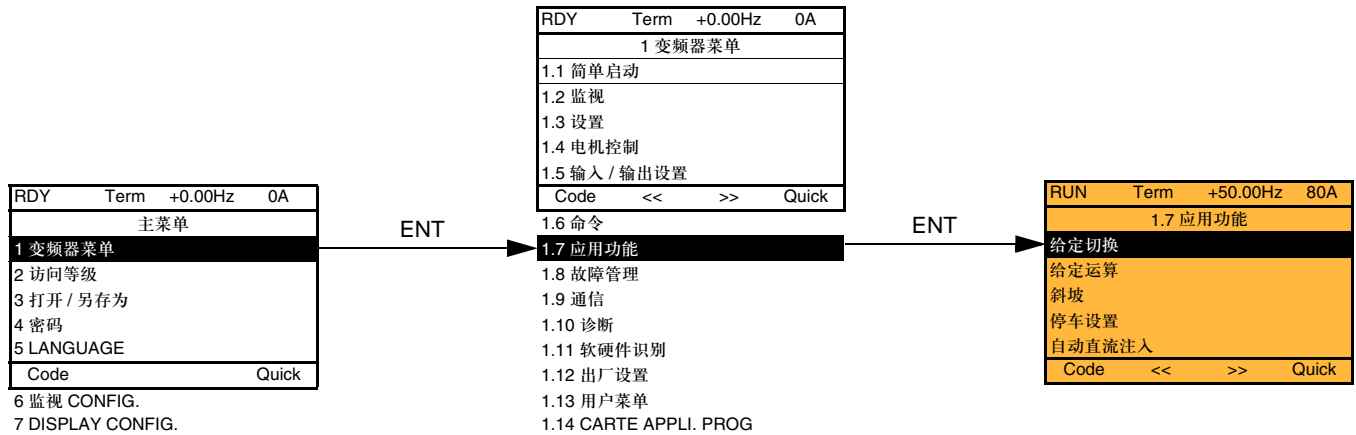 RDY Term +0.00Hz 0A
主菜单
1 变频器菜单
2 访问等级
3 打开 / 另存为
4 密码
5 LANGUAGE
Code Quick
6 监视 CONFIG.
7 DISPLAY CONFIG.
ENT
RDY Term +0.00Hz 0A
1 变频器菜单
1.1 简单启动
1.2 监视
1.3 设置
1.4 电机控制
1.5 输入 / 输出设置
Code << >> Quick
1.6 命令
1.7 应用功能
1.8 故障管理
1.9 通信
1.10 诊断
1.11 软硬件识别
1.12 出厂设置
1.13 用户菜单
1.14 CARTE APPLI. PROG
ENT
RUN Term +50.00Hz 80A
1.7 应用功能
给定切换
给定运算
斜坡
停车设置
自动直流注入
Code << >> Quick